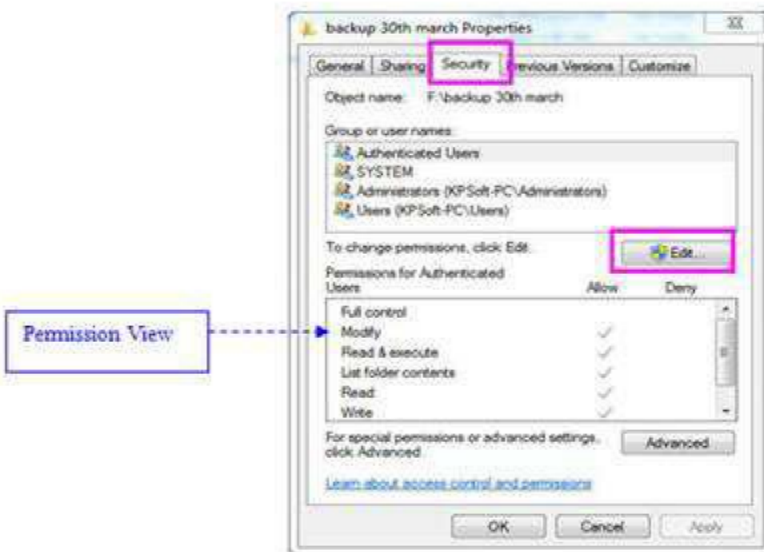 backup 30th march Properties
General Sharing Security Previous Versions Customize
Object name: F:\backup 30th march
Group or user names:
Authenticated Users
SYSTEM
Administrators (KPSoft-PC\Administrators)
Users (KPSoft-PC\Users)
To change permissions, click Edit.
Edit...
Permissions for Authenticated
Users Allow Deny
Full control
Permission View
Modify
Read & execute
List folder contents
Read
Write
For special permissions or advanced settings,
click Advanced.
Advanced
Learn about access control and permissions
OK Cancel Apply